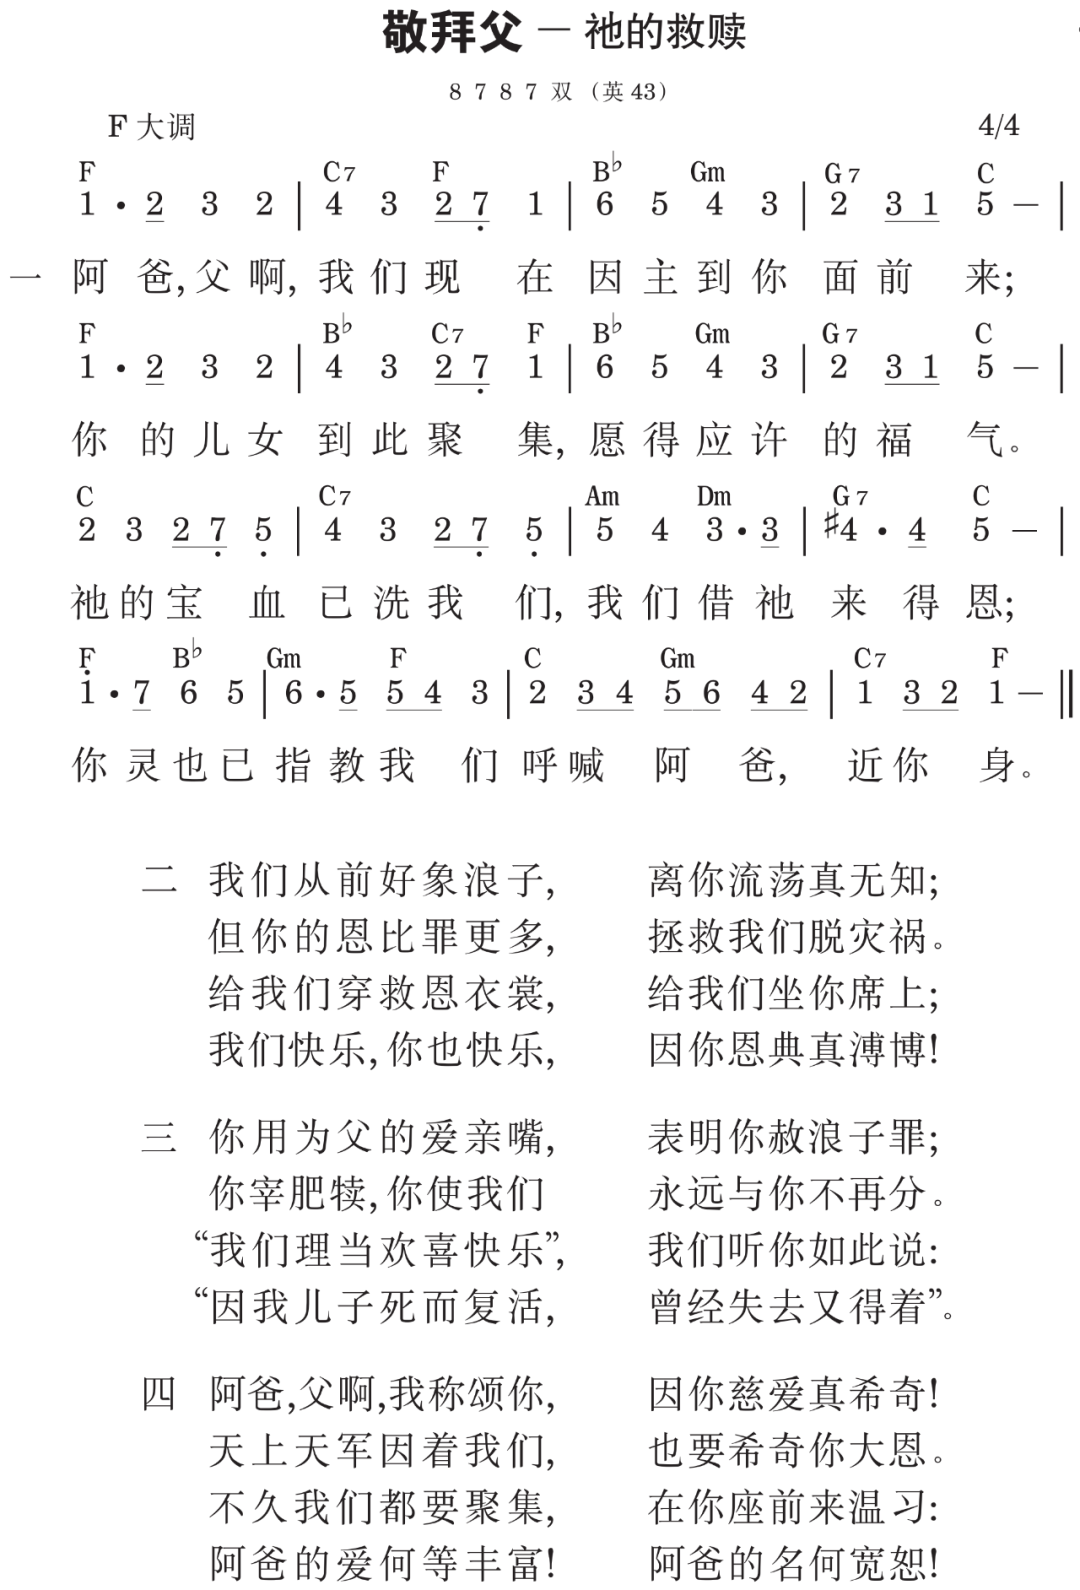 敬拜父 — 祂的救赎
8 7 8 7 双 （英 43）
F 大调 4/4
F C7 F B♭ Gm G7 C
1 · 2 3 2 | 4 3 2 7̣ 1 | 6 5 4 3 | 2 3 1 5 – |
一 阿爸,父啊,我们现在因主到你面前来;
F B♭ C7 F B♭ Gm G7 C
1 · 2 3 2 | 4 3 2 7̣ 1 | 6 5 4 3 | 2 3 1 5 – |
你的儿女到此聚集,愿得应许的福气。
C C7 Am Dm G7 C
2 3 2 7̣ 5̣ | 4 3 2 7̣ 5̣ | 5 4 3 · 3 | ♯4 · 4 5 – |
祂的宝血已洗我们,我们借祂来得恩;
F B♭ Gm F C Gm C7 F
1̇ · 7 6 5 | 6 · 5 5 4 3 | 2 3 4 5 6 4 2 | 1 3 2 1 – ‖
你灵也已指教我们呼喊阿爸,近你身。
二 我们从前好象浪子, 离你流荡真无知;
但你的恩比罪更多, 拯救我们脱灾祸。
给我们穿救恩衣裳, 给我们坐你席上;
我们快乐,你也快乐, 因你恩典真溥博!
三 你用为父的爱亲嘴, 表明你赦浪子罪;
你宰肥犊,你使我们 永远与你不再分。
“我们理当欢喜快乐”, 我们听你如此说:
“因我儿子死而复活, 曾经失去又得着”。
四 阿爸,父啊,我称颂你, 因你慈爱真希奇!
天上天军因着我们, 也要希奇你大恩。
不久我们都要聚集, 在你座前来温习:
阿爸的爱何等丰富! 阿爸的名何宽恕!